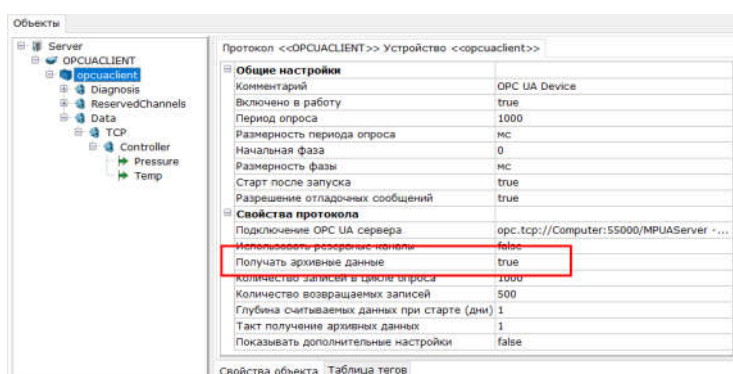 Объекты
Server
OPCUACLIENT
opcuaclient
Diagnosis
ReservedChannels
Data
TCP
Controller
Pressure
Temp
Протокол <<OPCUACLIENT>> Устройство <<opcuaclient>>
Общие настройки
Комментарий OPC UA Device
Включено в работу true
Период опроса 1000
Размерность периода опроса мс
Начальная фаза 0
Размерность фазы мс
Старт после запуска true
Разрешение отладочных сообщений true
Свойства протокола
Подключение OPC UA сервера opc.tcp://Computer:55000/MPUAServer -...
Использовать резервные каналы false
Получать архивные данные true
Количество записей в цикле опроса 1000
Количество возвращаемых записей 500
Глубина считываемых данных при старте (дни) 1
Такт получение архивных данных 1
Показывать дополнительные настройки false
Свойства объекта Таблица тегов